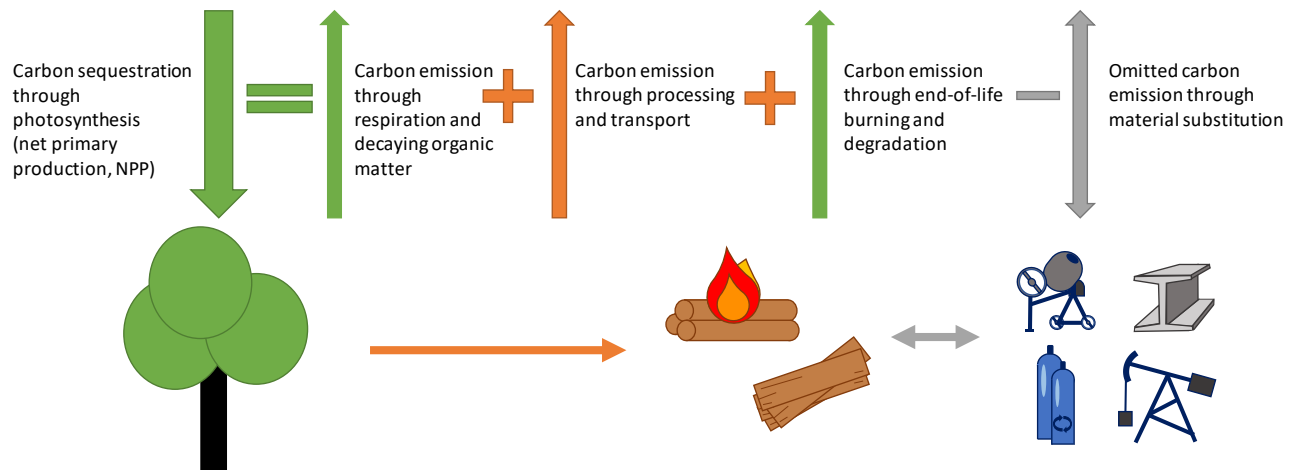 Carbon sequestration
through
photosynthesis
(net primary
production, NPP)
Carbon emission
through
respiration and
decaying organic
matter
Carbon emission
through processing
and transport
Carbon emission
through end-of-life
burning and
degradation
Omitted carbon
emission through
material substitution